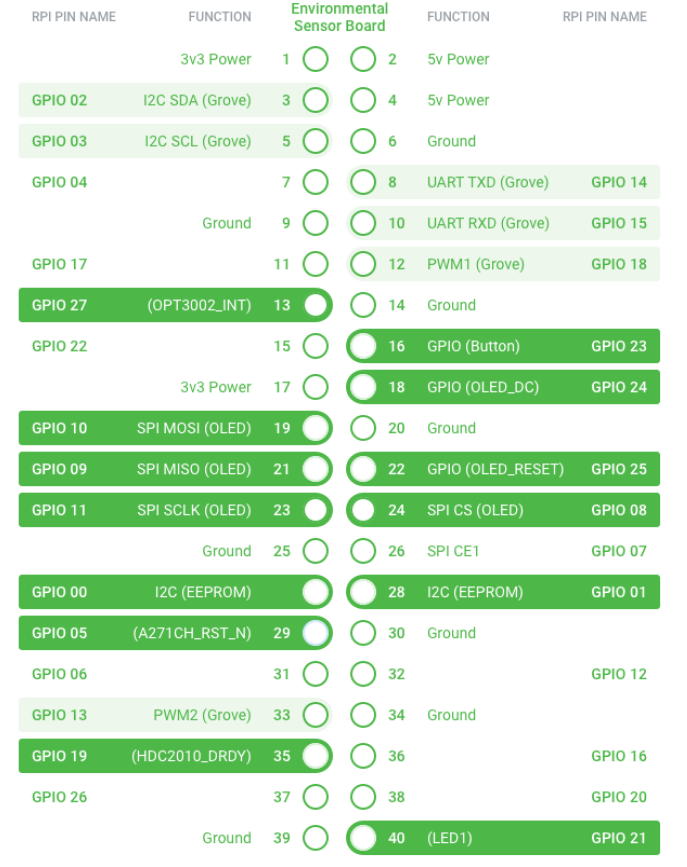 RPI PIN NAME FUNCTION Environmental Sensor Board FUNCTION RPI PIN NAME
3v3 Power 1 2 5v Power
GPIO 02 I2C SDA (Grove) 3 4 5v Power
GPIO 03 I2C SCL (Grove) 5 6 Ground
GPIO 04 7 8 UART TXD (Grove) GPIO 14
Ground 9 10 UART RXD (Grove) GPIO 15
GPIO 17 11 12 PWM1 (Grove) GPIO 18
GPIO 27 (OPT3002_INT) 13 14 Ground
GPIO 22 15 16 GPIO (Button) GPIO 23
3v3 Power 17 18 GPIO (OLED_DC) GPIO 24
GPIO 10 SPI MOSI (OLED) 19 20 Ground
GPIO 09 SPI MISO (OLED) 21 22 GPIO (OLED_RESET) GPIO 25
GPIO 11 SPI SCLK (OLED) 23 24 SPI CS (OLED) GPIO 08
Ground 25 26 SPI CE1 GPIO 07
GPIO 00 I2C (EEPROM) 28 I2C (EEPROM) GPIO 01
GPIO 05 (A271CH_RST_N) 29 30 Ground
GPIO 06 31 32 GPIO 12
GPIO 13 PWM2 (Grove) 33 34 Ground
GPIO 19 (HDC2010_DRDY) 35 36 GPIO 16
GPIO 26 37 38 GPIO 20
Ground 39 40 (LED1) GPIO 21